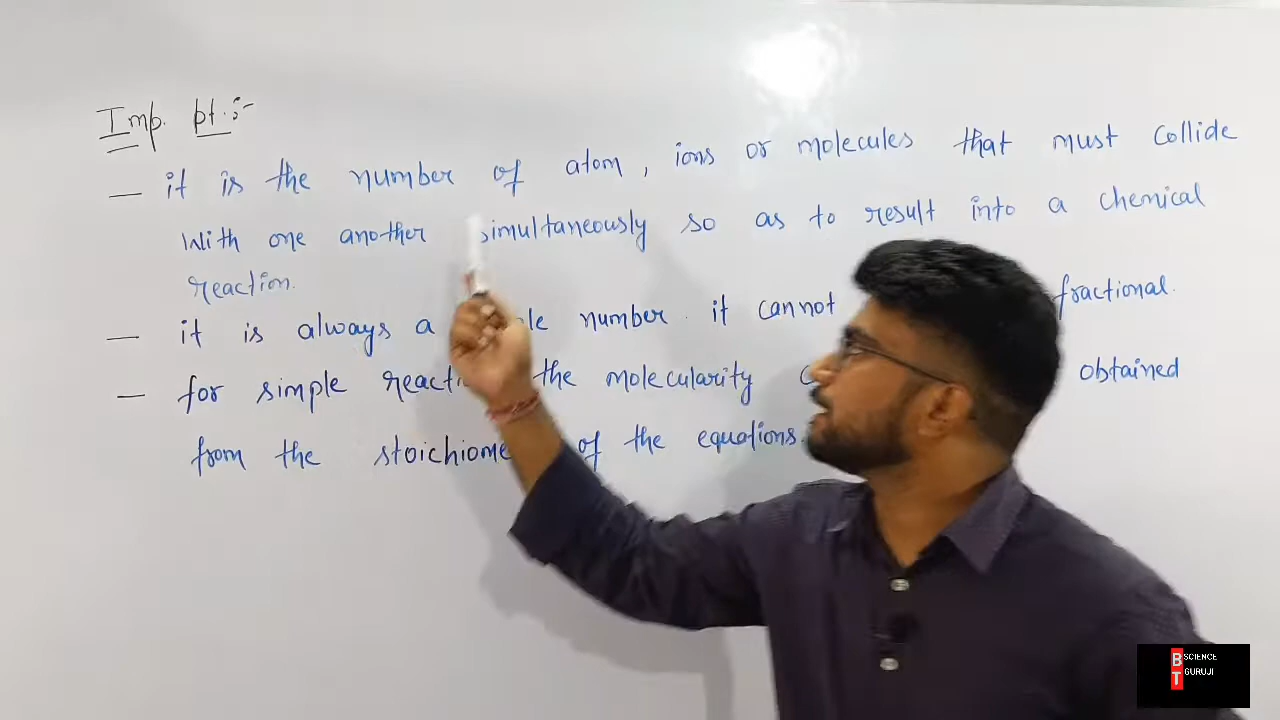 Imp. pt. :-
— it is the number of atom, ions or molecules that must collide
With one another simultaneously so as to result into a chemical
reaction.
— it is always a number. it cannot fractional.
— for simple the molecularity obtained
from the of the equations.
BT SCIENCE GURUJI